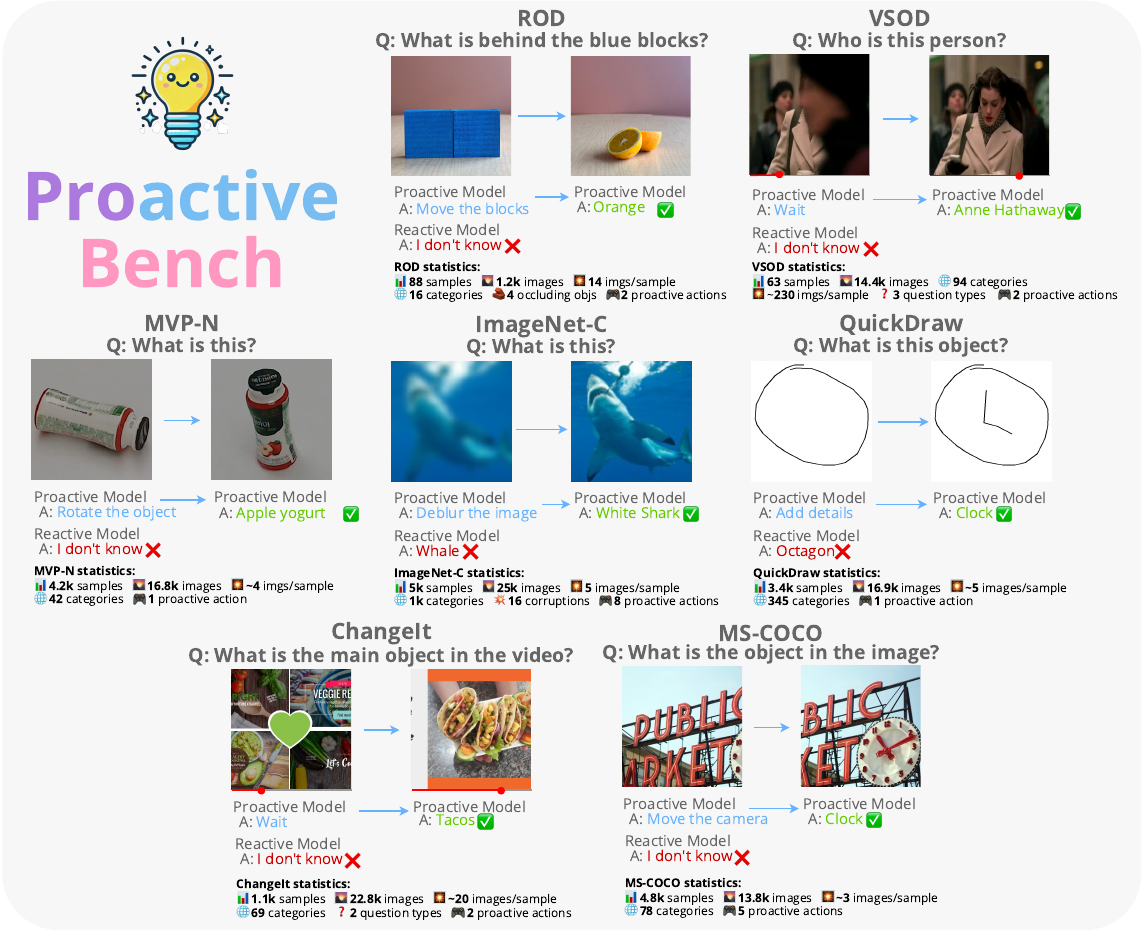 Proactive
Bench
ROD
Q: What is behind the blue blocks?
Proactive Model
A: Move the blocks
Proactive Model
A: Orange
Reactive Model
A: I don't know
ROD statistics:
88 samples 1.2k images 14 imgs/sample
16 categories 4 occluding objs 2 proactive actions
VSOD
Q: Who is this person?
Proactive Model
A: Wait
Proactive Model
A: Anne Hathaway
Reactive Model
A: I don't know
VSOD statistics:
63 samples 14.4k images 94 categories
~230 imgs/sample 3 question types 2 proactive actions
MVP-N
Q: What is this?
Proactive Model
A: Rotate the object
Proactive Model
A: Apple yogurt
Reactive Model
A: I don't know
MVP-N statistics:
4.2k samples 16.8k images ~4 imgs/sample
42 categories 1 proactive action
ImageNet-C
Q: What is this?
Proactive Model
A: Deblur the image
Proactive Model
A: White Shark
Reactive Model
A: Whale
ImageNet-C statistics:
5k samples 25k images 5 images/sample
1k categories 16 corruptions 8 proactive actions
QuickDraw
Q: What is this object?
Proactive Model
A: Add details
Proactive Model
A: Clock
Reactive Model
A: Octagon
QuickDraw statistics:
3.4k samples 16.9k images ~5 images/sample
345 categories 1 proactive action
ChangeIt
Q: What is the main object in the video?
VEGGIE RE
Let's Co
Proactive Model
A: Wait
Proactive Model
A: Tacos
Reactive Model
A: I don't know
ChangeIt statistics:
1.1k samples 22.8k images ~20 images/sample
69 categories 2 question types 2 proactive actions
MS-COCO
Q: What is the object in the image?
PUBLIC
ARKET
BLIC
KET
Proactive Model
A: Move the camera
Proactive Model
A: Clock
Reactive Model
A: I don't know
MS-COCO statistics:
4.8k samples 13.8k images ~3 images/sample
78 categories 5 proactive actions